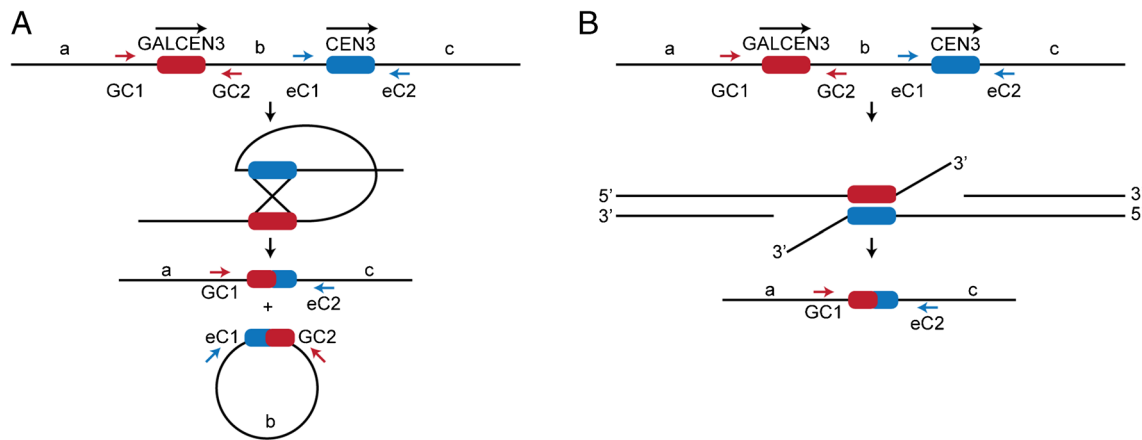 A
GALCEN3 CEN3
a b c
GC1 GC2 eC1 eC2
a c
GC1 eC2
+
eC1 GC2
b
B
GALCEN3 CEN3
a b c
GC1 GC2 eC1 eC2
3'
5' 3
3' 5
3'
a c
GC1 eC2